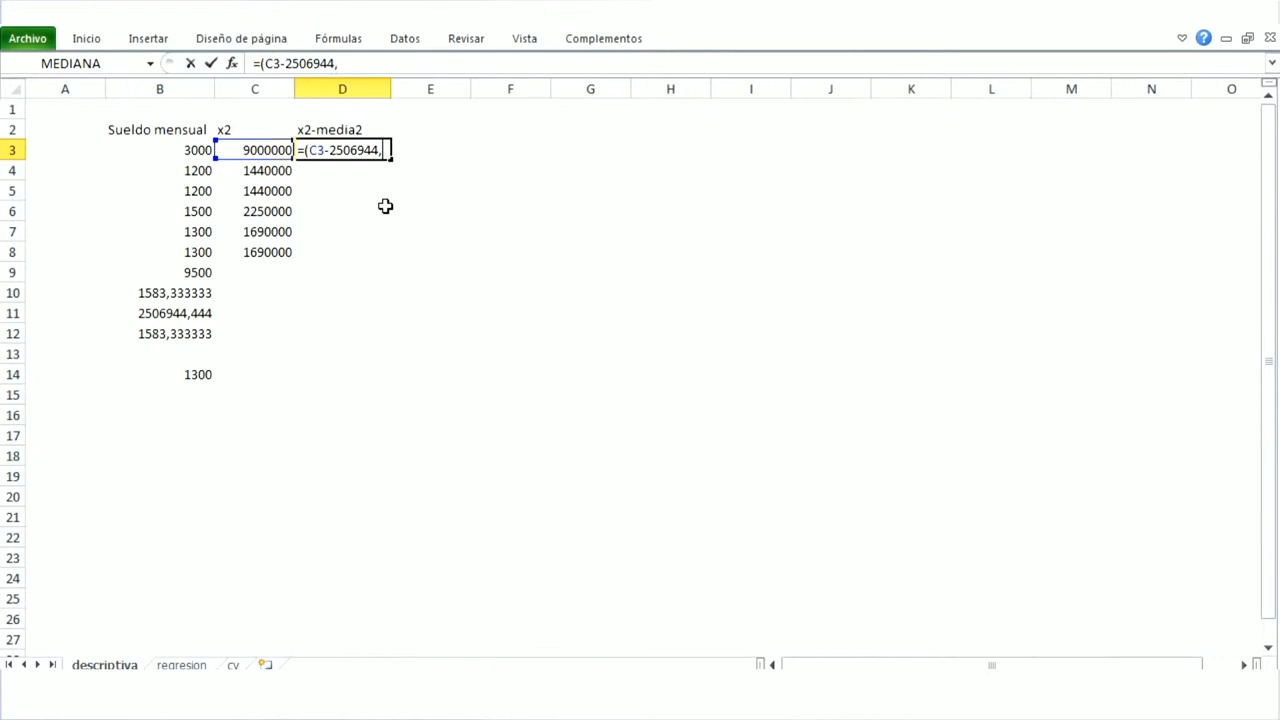 Archivo Inicio Insertar Diseño de página Fórmulas Datos Revisar Vista Complementos
MEDIANA fx =(C3-2506944,
A B C D E F G H I J K L M N O
1
2 Sueldo mensual x2 x2-media2
3 3000 9000000 =(C3-2506944,
4 1200 1440000
5 1200 1440000
6 1500 2250000
7 1300 1690000
8 1300 1690000
9 9500
10 1583,333333
11 2506944,444
12 1583,333333
13
14 1300
15
16
17
18
19
20
21
22
23
24
25
26
27
descriptiva regresion cv